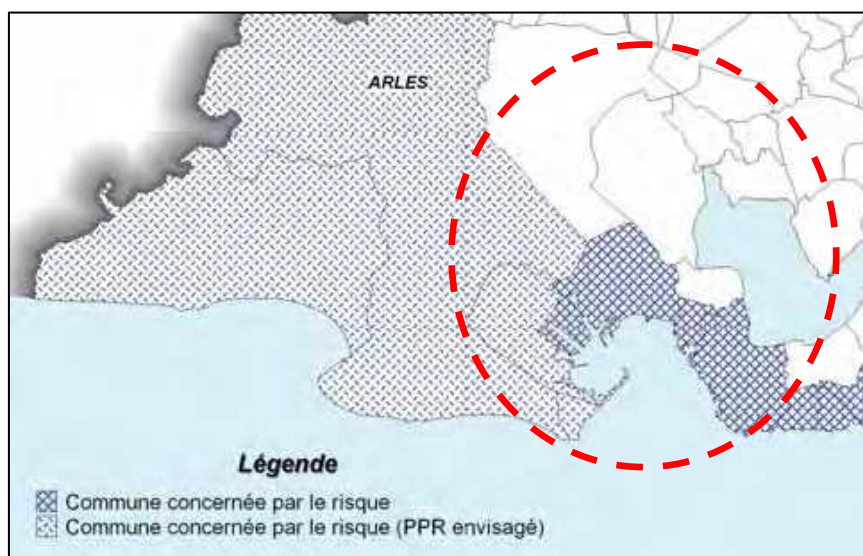 ARLES
Légende
Commune concernée par le risque
Commune concernée par le risque (PPR envisagé)